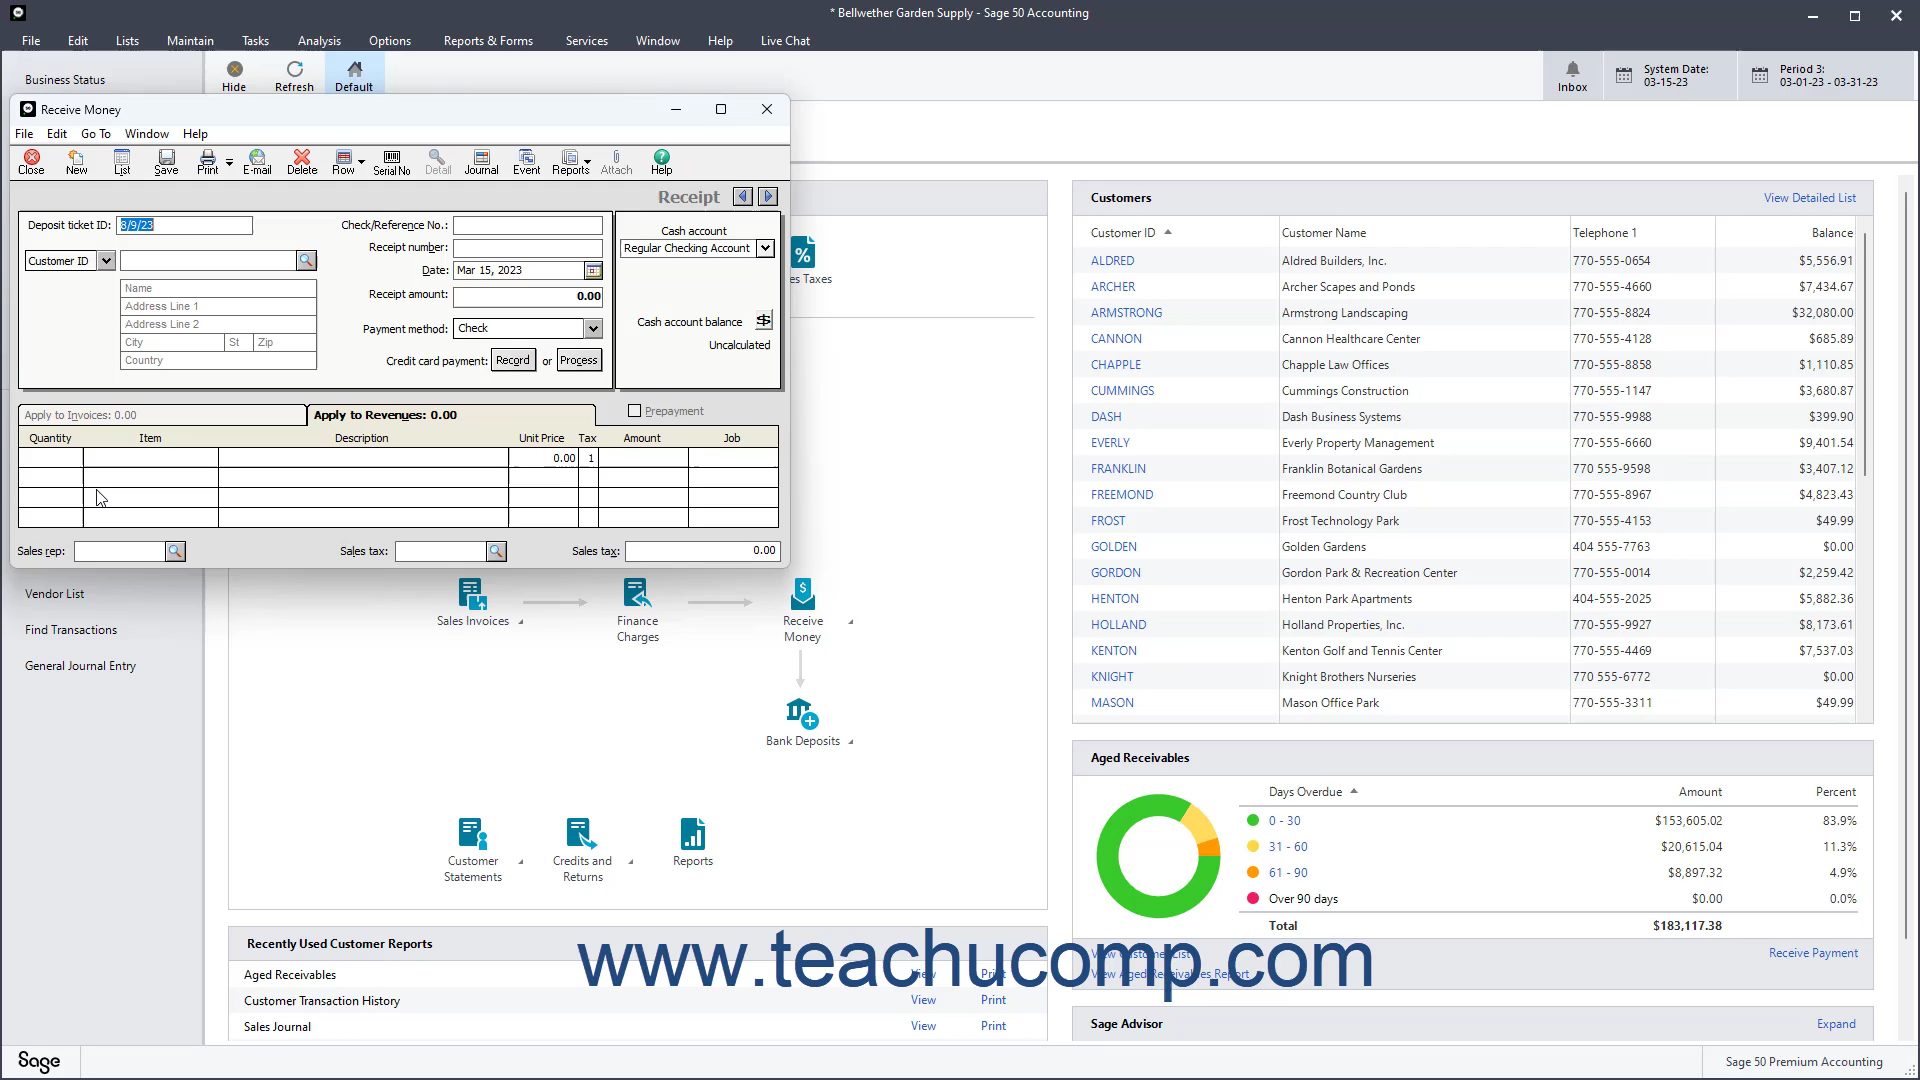 * Bellwether Garden Supply - Sage 50 Accounting
File Edit Lists Maintain Tasks Analysis Options Reports & Forms Services Window Help Live Chat
Business Status
Hide Refresh Default
Inbox
System Date:
03-15-23
Period 3:
03-01-23 - 03-31-23
Receive Money
File Edit Go To Window Help
Close New List Save Print E-mail Delete Row Serial No Detail Journal Event Reports Attach Help
Receipt
Deposit ticket ID: 8/9/23
Customer ID
Name
Address Line 1
Address Line 2
City St Zip
Country
Check/Reference No.:
Receipt number:
Date: Mar 15, 2023
Receipt amount: 0.00
Payment method: Check
Credit card payment: Record or Process
Cash account
Regular Checking Account
Cash account balance
Uncalculated
Apply to Invoices: 0.00
Apply to Revenues: 0.00
Prepayment
Quantity Item Description Unit Price Tax Amount Job
0.00 1
Sales rep:
Sales tax:
Sales tax: 0.00
Vendor List
Find Transactions
General Journal Entry
es Taxes
Sales Invoices
Finance
Charges
Receive
Money
Bank Deposits
Customer
Statements
Credits and
Returns
Reports
Recently Used Customer Reports
Aged Receivables View Print
Customer Transaction History View Print
Sales Journal View Print
Customers View Detailed List
Customer ID Customer Name Telephone 1 Balance
ALDRED Aldred Builders, Inc. 770-555-0654 $5,556.91
ARCHER Archer Scapes and Ponds 770-555-4660 $7,434.67
ARMSTRONG Armstrong Landscaping 770-555-8824 $32,080.00
CANNON Cannon Healthcare Center 770-555-4128 $685.89
CHAPPLE Chapple Law Offices 770-555-8858 $1,110.85
CUMMINGS Cummings Construction 770-555-1147 $3,680.87
DASH Dash Business Systems 770-555-9988 $399.90
EVERLY Everly Property Management 770-555-6660 $9,401.54
FRANKLIN Franklin Botanical Gardens 770 555-9598 $3,407.12
FREEMOND Freemond Country Club 770-555-8967 $4,823.43
FROST Frost Technology Park 770-555-4153 $49.99
GOLDEN Golden Gardens 404 555-7763 $0.00
GORDON Gordon Park & Recreation Center 770-555-0014 $2,259.42
HENTON Henton Park Apartments 404-555-2025 $5,882.36
HOLLAND Holland Properties, Inc. 770-555-9927 $8,173.61
KENTON Kenton Golf and Tennis Center 770-555-4469 $7,537.03
KNIGHT Knight Brothers Nurseries 770 555-6772 $0.00
MASON Mason Office Park 770-555-3311 $49.99
Aged Receivables
Days Overdue Amount Percent
0 - 30 $153,605.02 83.9%
31 - 60 $20,615.04 11.3%
61 - 90 $8,897.32 4.9%
Over 90 days $0.00 0.0%
Total $183,117.38
View Customer List Receive Payment
View Aged Receivables Report
Sage Advisor Expand
www.teachucomp.com
Sage
Sage 50 Premium Accounting